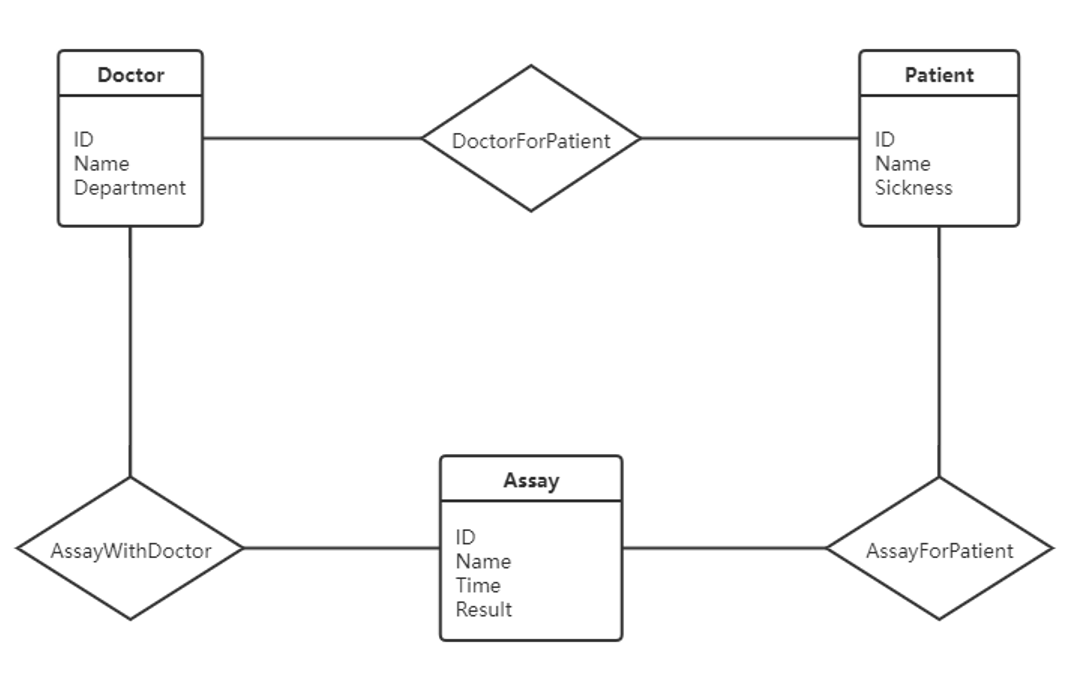 Doctor
ID
Name
Department
DoctorForPatient
Patient
ID
Name
Sickness
AssayWithDoctor
Assay
ID
Name
Time
Result
AssayForPatient